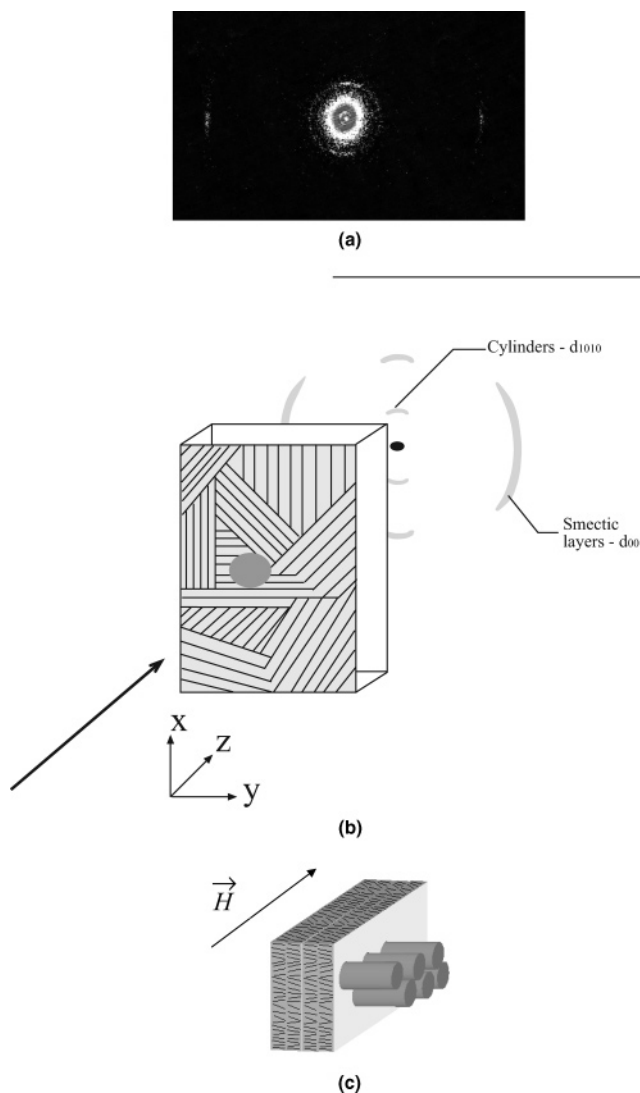 (a)
Cylinders - d1010
Smectic
layers - d00
x
z
y
(b)
H
(c)